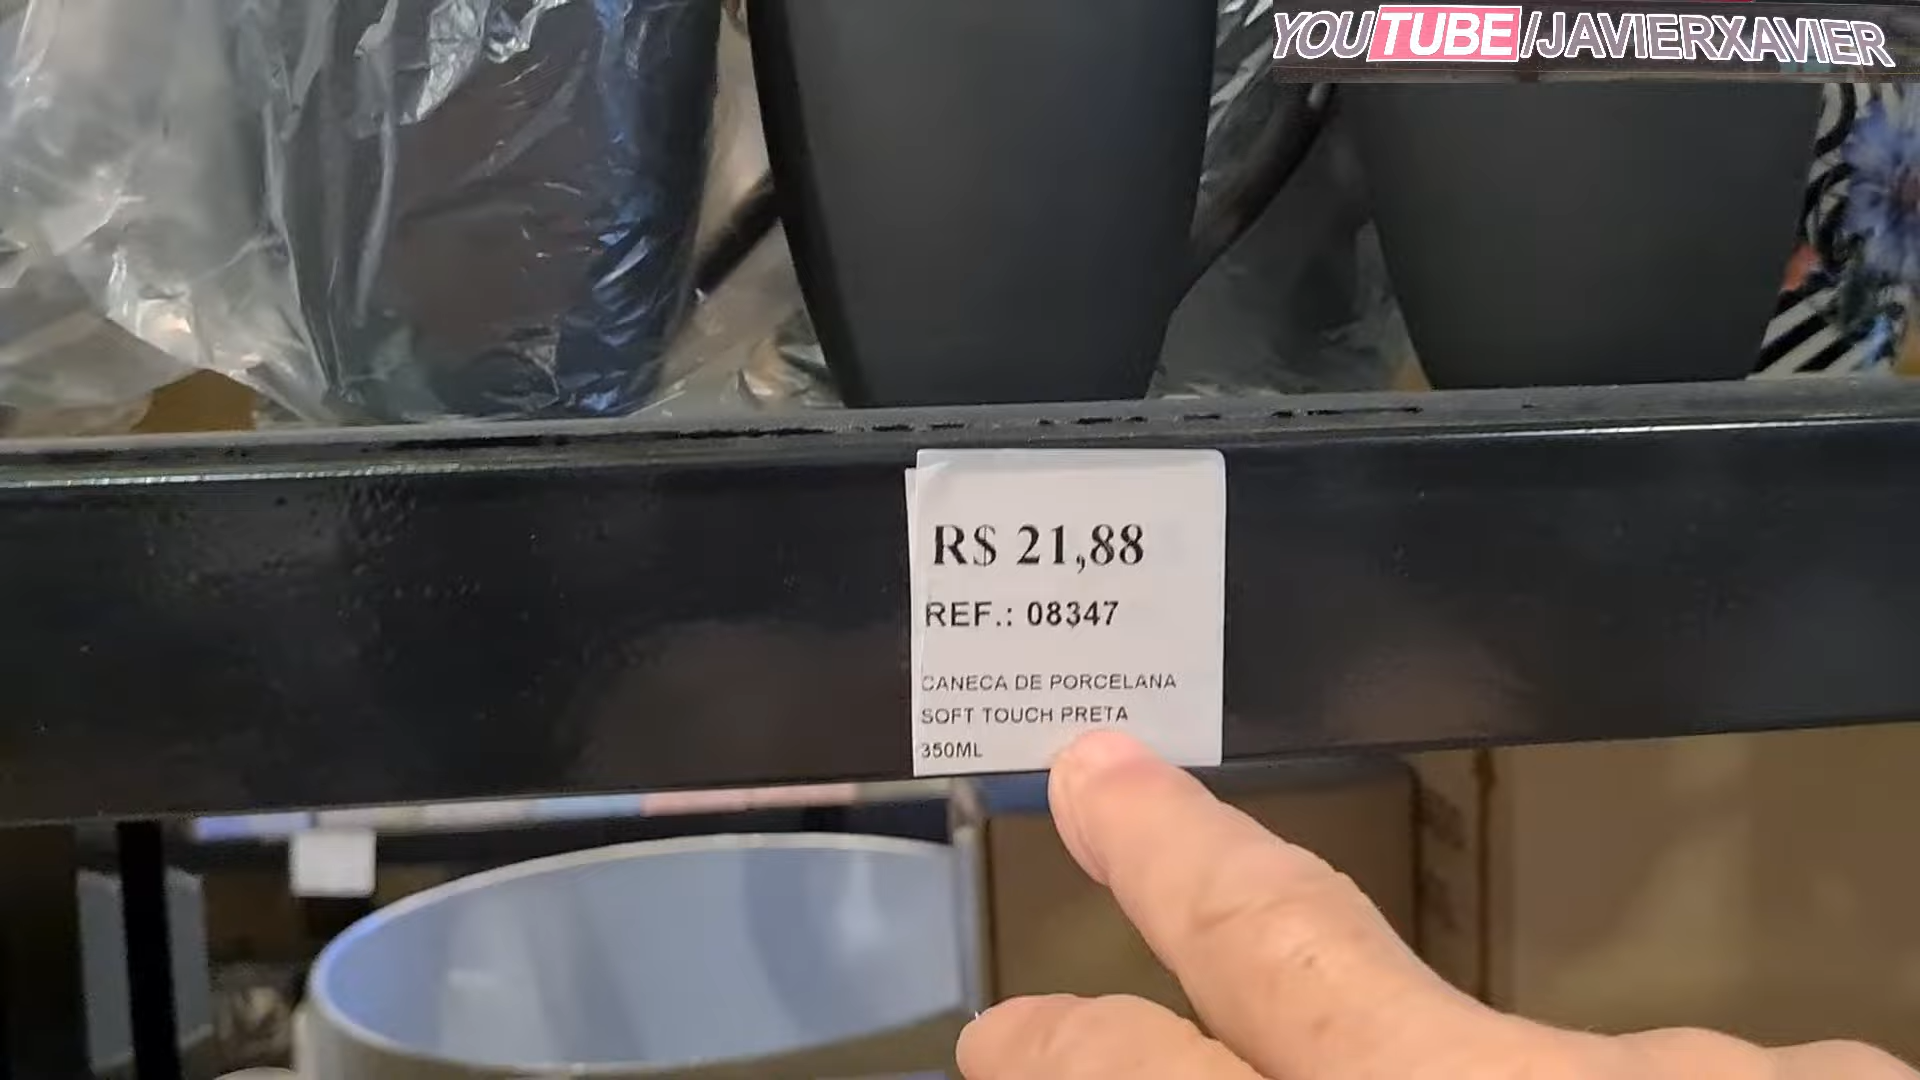 YOUTUBE/JAVIERXAVIER
R$ 21,88
REF.: 08347
CANECA DE PORCELANA
SOFT TOUCH PRETA
350ML